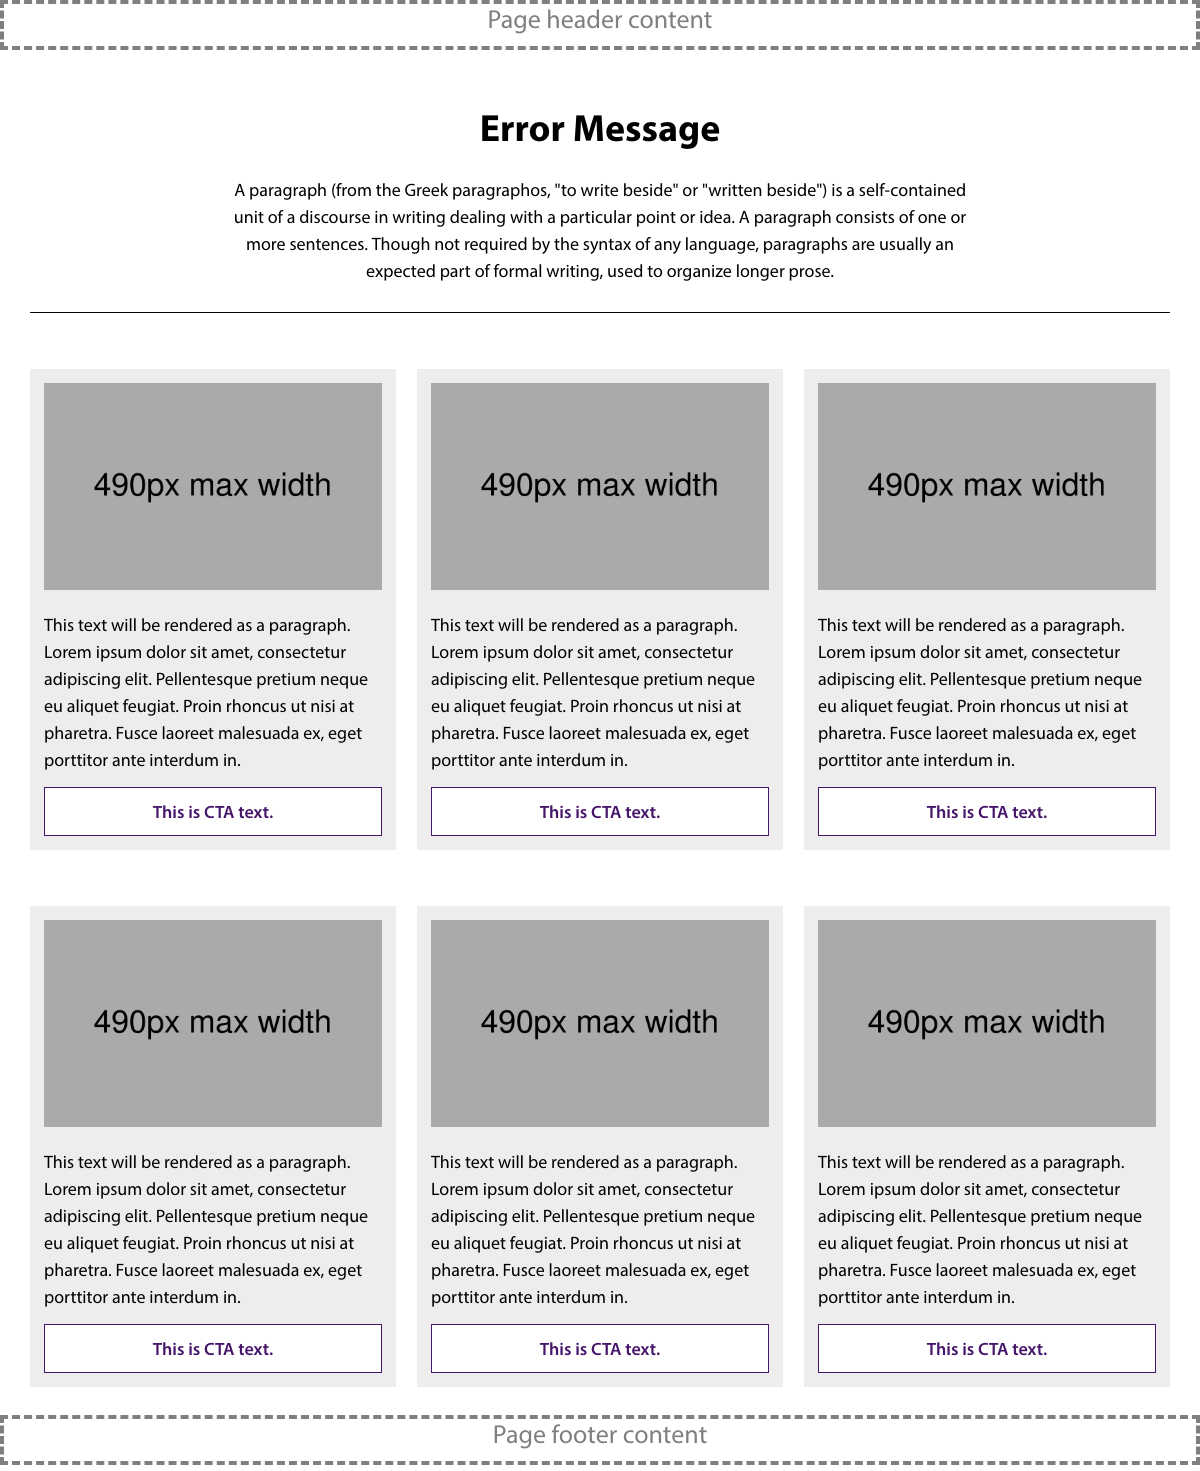 Page header content
Error Message
A paragraph (from the Greek paragraphos, "to write beside" or "written beside") is a self-contained
unit of a discourse in writing dealing with a particular point or idea. A paragraph consists of one or
more sentences. Though not required by the syntax of any language, paragraphs are usually an
expected part of formal writing, used to organize longer prose.
490px max width
This text will be rendered as a paragraph.
Lorem ipsum dolor sit amet, consectetur
adipiscing elit. Pellentesque pretium neque
eu aliquet feugiat. Proin rhoncus ut nisi at
pharetra. Fusce laoreet malesuada ex, eget
porttitor ante interdum in.
This is CTA text.
490px max width
This text will be rendered as a paragraph.
Lorem ipsum dolor sit amet, consectetur
adipiscing elit. Pellentesque pretium neque
eu aliquet feugiat. Proin rhoncus ut nisi at
pharetra. Fusce laoreet malesuada ex, eget
porttitor ante interdum in.
This is CTA text.
490px max width
This text will be rendered as a paragraph.
Lorem ipsum dolor sit amet, consectetur
adipiscing elit. Pellentesque pretium neque
eu aliquet feugiat. Proin rhoncus ut nisi at
pharetra. Fusce laoreet malesuada ex, eget
porttitor ante interdum in.
This is CTA text.
490px max width
This text will be rendered as a paragraph.
Lorem ipsum dolor sit amet, consectetur
adipiscing elit. Pellentesque pretium neque
eu aliquet feugiat. Proin rhoncus ut nisi at
pharetra. Fusce laoreet malesuada ex, eget
porttitor ante interdum in.
This is CTA text.
490px max width
This text will be rendered as a paragraph.
Lorem ipsum dolor sit amet, consectetur
adipiscing elit. Pellentesque pretium neque
eu aliquet feugiat. Proin rhoncus ut nisi at
pharetra. Fusce laoreet malesuada ex, eget
porttitor ante interdum in.
This is CTA text.
490px max width
This text will be rendered as a paragraph.
Lorem ipsum dolor sit amet, consectetur
adipiscing elit. Pellentesque pretium neque
eu aliquet feugiat. Proin rhoncus ut nisi at
pharetra. Fusce laoreet malesuada ex, eget
porttitor ante interdum in.
This is CTA text.
Page footer content